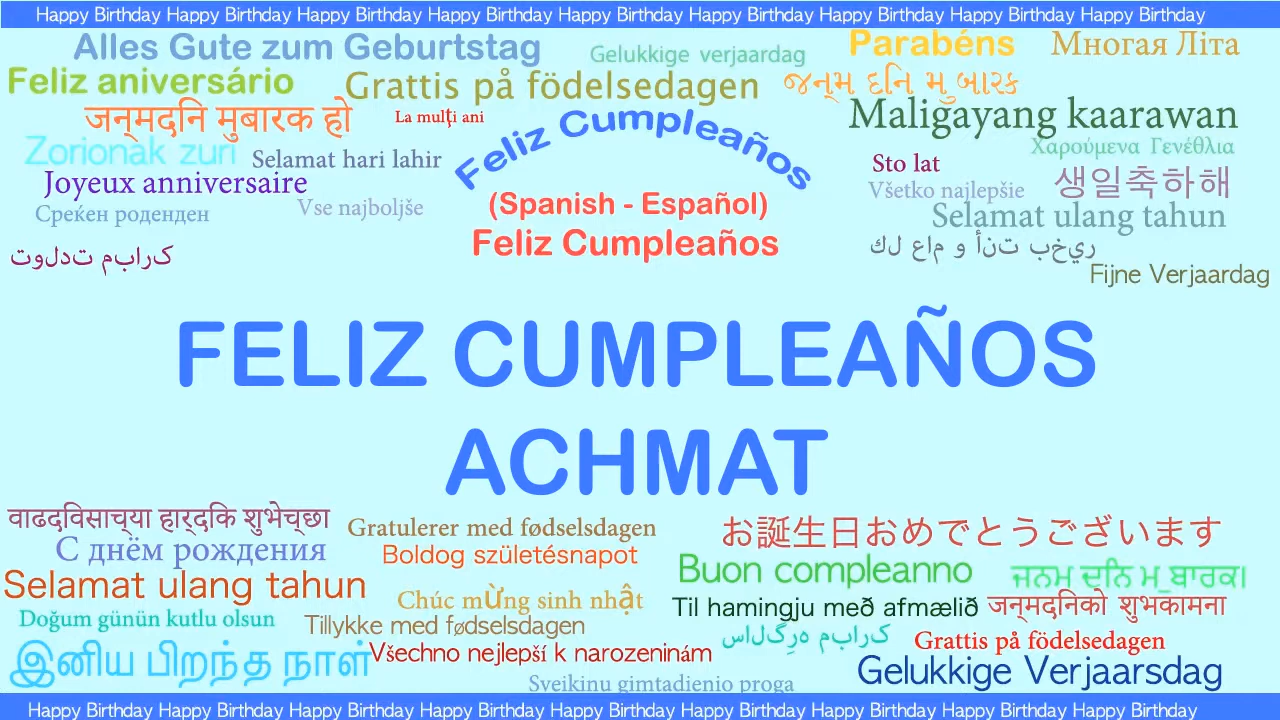 Happy Birthday Happy Birthday Happy Birthday Happy Birthday Happy Birthday Happy Birthday Happy Birthday Happy Birthday Happy Birthday
Alles Gute zum Geburtstag
Gelukkige verjaardag
Parabéns
Многая Літа
Feliz aniversário
Grattis på födelsedagen
જન્મ દિન મુબારક
जन्मदिन मुबारक हो
La mulţi ani
Feliz Cumpleaños
Maligayang kaarawan
Zorionak zuri
Selamat hari lahir
Sto lat
Χαρούμενα Γενέθλια
Joyeux anniversaire
(Spanish - Español)
Všetko najlepšie
생일축하해
Среќен роденден
Vse najboljše
Selamat ulang tahun
Feliz Cumpleaños
تولدت مبارک
كل عام و أنت بخير
Fijne Verjaardag
FELIZ CUMPLEAÑOS
ACHMAT
वाढदिवसाच्या हार्दिक शुभेच्छा
Gratulerer med fødselsdagen
お誕生日おめでとうございます
С днём рождения
Boldog születésnapot
Buon compleanno
ਜਨਮ ਦਿਨ ਮੁਬਾਰਕ।
Selamat ulang tahun
Chúc mừng sinh nhật
Til hamingju með afmælið
जन्मदिनको शुभकामना
Doğum günün kutlu olsun
Tillykke med fødselsdagen
سالگرہ مبارک
Grattis på födelsedagen
இனிய பிறந்த நாள்
Všechno nejlepší k narozeninám
Gelukkige Verjaarsdag
Sveikinu gimtadienio proga
Happy Birthday Happy Birthday Happy Birthday Happy Birthday Happy Birthday Happy Birthday Happy Birthday Happy Birthday Happy Birthday